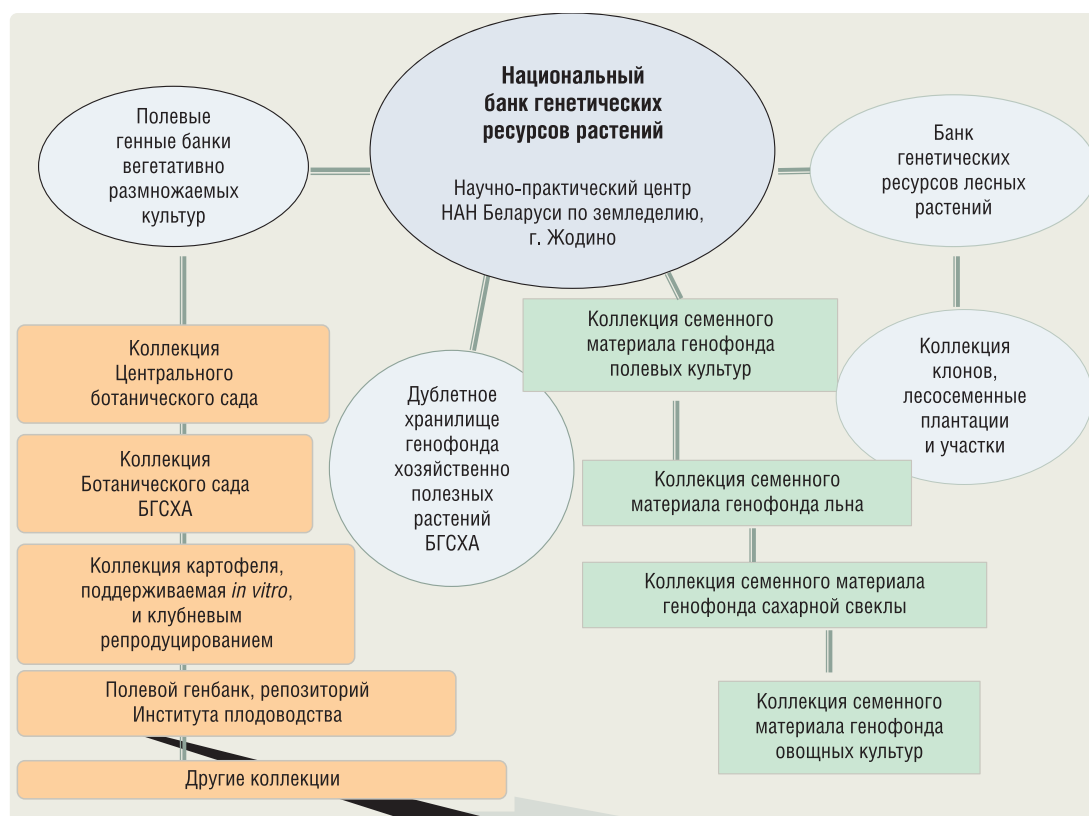 Национальный
банк генетических
ресурсов растений
Научно-практический центр
НАН Беларуси по земледелию,
г. Жодино
Полевые
генные банки
вегетативно
размножаемых
культур
Банк
генетических
ресурсов лесных
растений
Коллекция
Центрального
ботанического сада
Коллекция
Ботанического сада
БГСХА
Коллекция картофеля,
поддерживаемая in vitro,
и клубневым
репродуцированием
Полевой генбанк, репозиторий
Института плодоводства
Другие коллекции
Дублетное
хранилище
генофонда
хозяйственно
полезных
растений
БГСХА
Коллекция семенного
материала генофонда
полевых культур
Коллекция семенного
материала генофонда льна
Коллекция семенного материала
генофонда сахарной свеклы
Коллекция семенного
материала генофонда
овощных культур
Коллекция
клонов,
лесосеменные
плантации
и участки